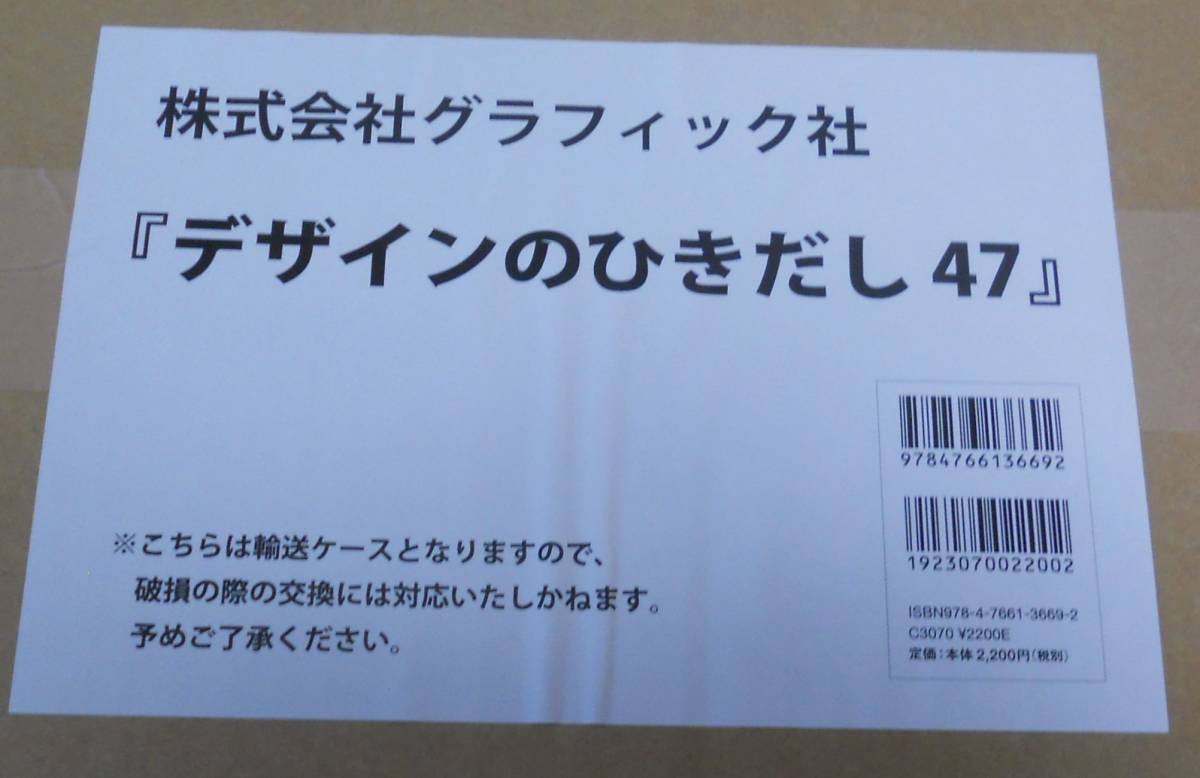 株式会社グラフィック社
『デザインのひきだし 47』
9784766136692
1923070022002
ISBN978-4-7661-3669-2
C3070 ¥2200E
定価：本体 2,200円(税別)
※こちらは輸送ケースとなりますので、
破損の際の交換には対応いたしかねます。
予めご了承ください。